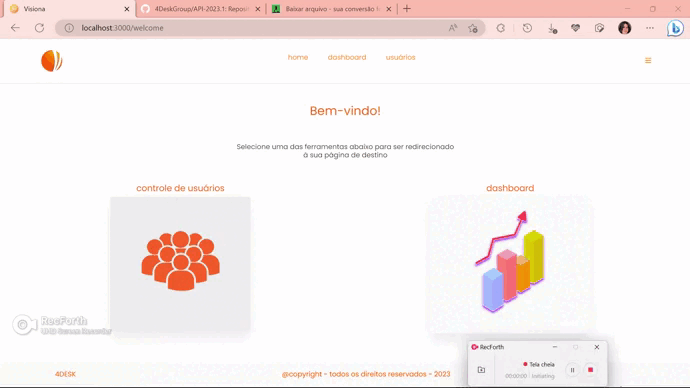 Visiona
4DeskGroup/API-2023.1: Reposit
Baixar arquivo - sua conversão f
localhost:3000/welcome
home
dashboard
usuários
Bem-vindo!
Selecione uma das ferramentas abaixo para ser redirecionado
à sua página de destino
controle de usuários
dashboard
RecForth
Screen Recorder
RecForth
Tela cheia
00:00:00
Initiating
4DESK
@copyright - todos os direitos reservados - 2023